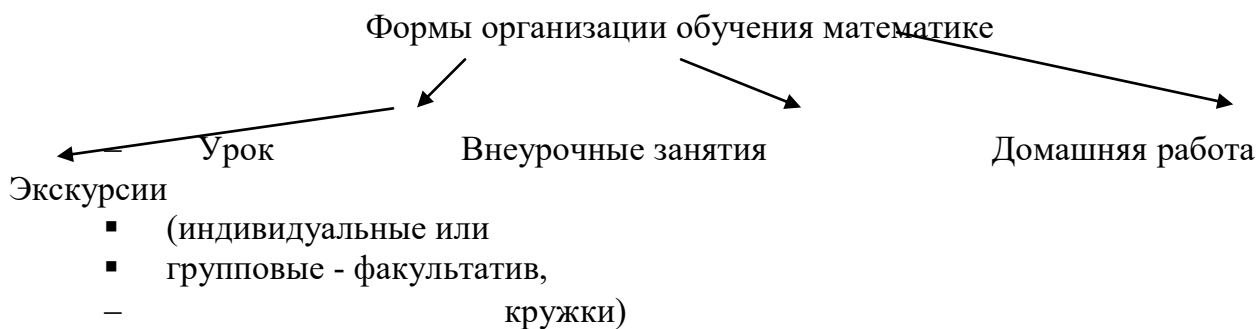 Формы организации обучения математике
– Урок Внеурочные занятия Домашняя работа
Экскурсии
▪ (индивидуальные или
▪ групповые - факультатив,
– кружки)